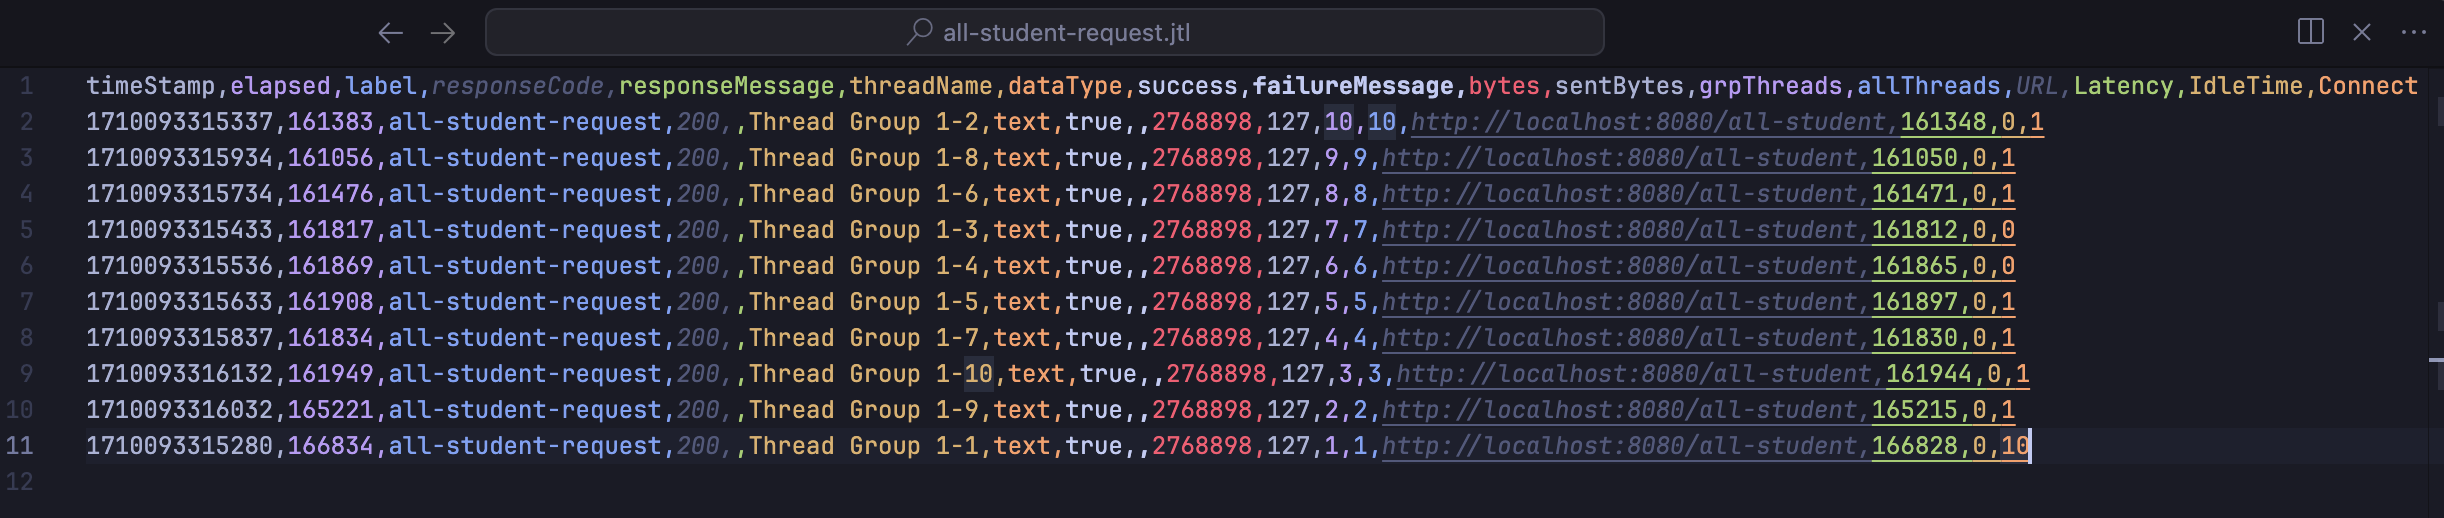 all-student-request.jtl
1 timeStamp,elapsed,label,responseCode,responseMessage,threadName,dataType,success,failureMessage,bytes,sentBytes,grpThreads,allThreads,URL,Latency,IdleTime,Connect
2 1710093315337,161383,all-student-request,200,,Thread Group 1-2,text,true,,2768898,127,10,10,http://localhost:8080/all-student,161348,0,1
3 1710093315934,161056,all-student-request,200,,Thread Group 1-8,text,true,,2768898,127,9,9,http://localhost:8080/all-student,161050,0,1
4 1710093315734,161476,all-student-request,200,,Thread Group 1-6,text,true,,2768898,127,8,8,http://localhost:8080/all-student,161471,0,1
5 1710093315433,161817,all-student-request,200,,Thread Group 1-3,text,true,,2768898,127,7,7,http://localhost:8080/all-student,161812,0,0
6 1710093315536,161869,all-student-request,200,,Thread Group 1-4,text,true,,2768898,127,6,6,http://localhost:8080/all-student,161865,0,0
7 1710093315633,161908,all-student-request,200,,Thread Group 1-5,text,true,,2768898,127,5,5,http://localhost:8080/all-student,161897,0,1
8 1710093315837,161834,all-student-request,200,,Thread Group 1-7,text,true,,2768898,127,4,4,http://localhost:8080/all-student,161830,0,1
9 1710093316132,161949,all-student-request,200,,Thread Group 1-10,text,true,,2768898,127,3,3,http://localhost:8080/all-student,161944,0,1
10 1710093316032,165221,all-student-request,200,,Thread Group 1-9,text,true,,2768898,127,2,2,http://localhost:8080/all-student,165215,0,1
11 1710093315280,166834,all-student-request,200,,Thread Group 1-1,text,true,,2768898,127,1,1,http://localhost:8080/all-student,166828,0,10
12